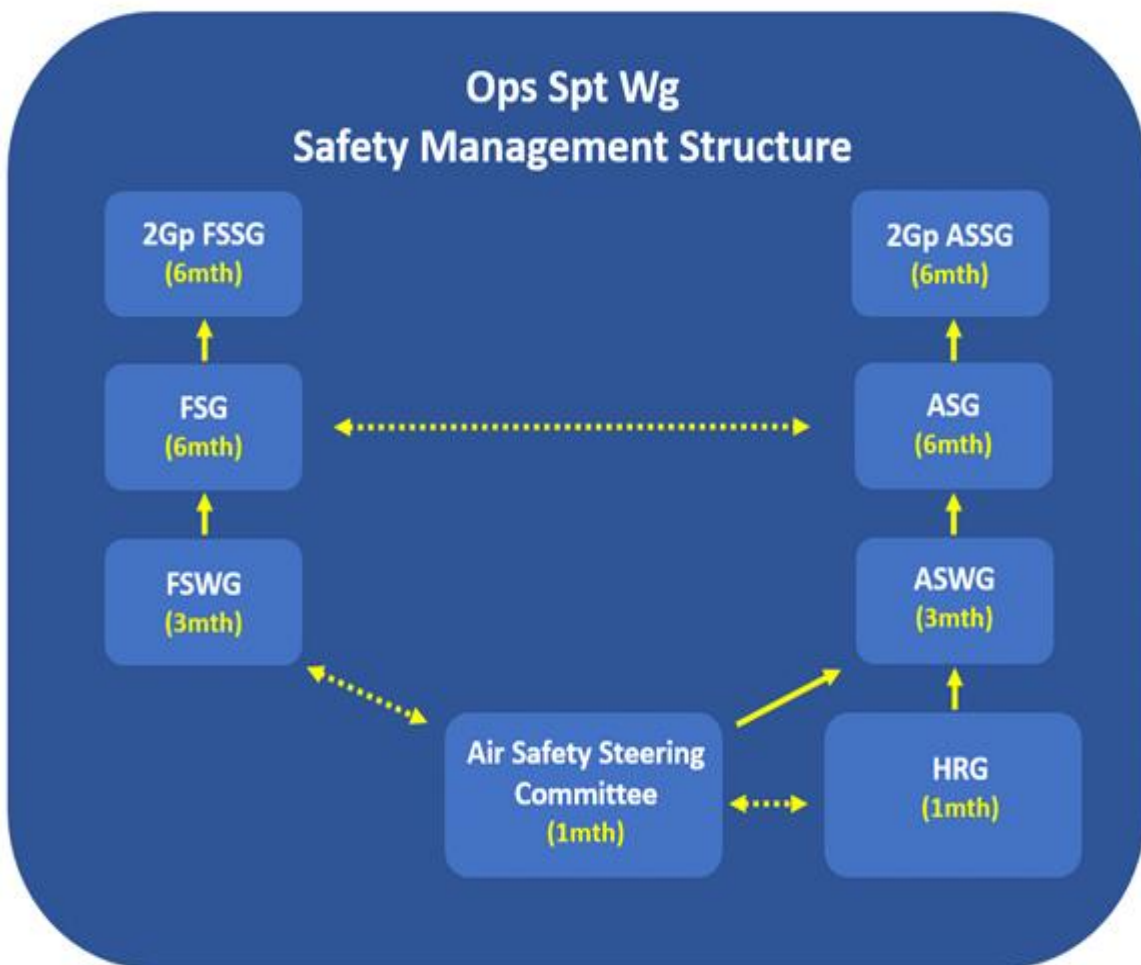 Ops Spt Wg
Safety Management Structure
2Gp FSSG
(6mth)
2Gp ASSG
(6mth)
FSG
(6mth)
ASG
(6mth)
FSWG
(3mth)
ASWG
(3mth)
Air Safety Steering
Committee
(1mth)
HRG
(1mth)